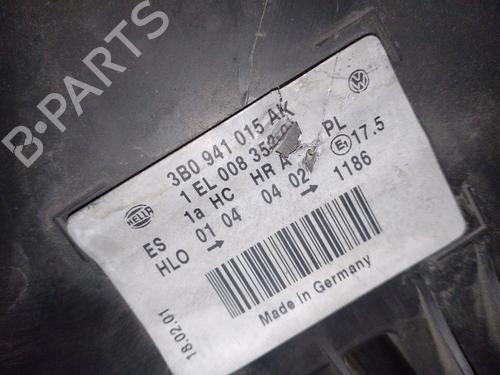 B-PARTS
3B0 941 015 AK
1 EL 008 35
1a HC HR A PL
ES 01 04 04 02 E1 17.5
HLO → → 1186
HELLA
18.02.01
Made in Germany